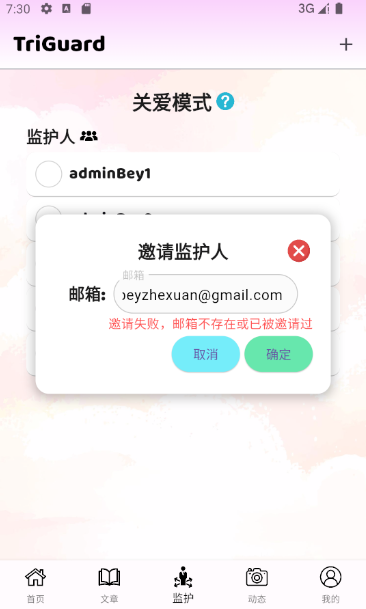 7:30
3G
TriGuard
关爱模式
监护人
adminBey1
邀请监护人
邮箱
邮箱: beyzhexuan@gmail.com
邀请失败，邮箱不存在或已被邀请过
取消 确定
首页 文章 监护 动态 我的